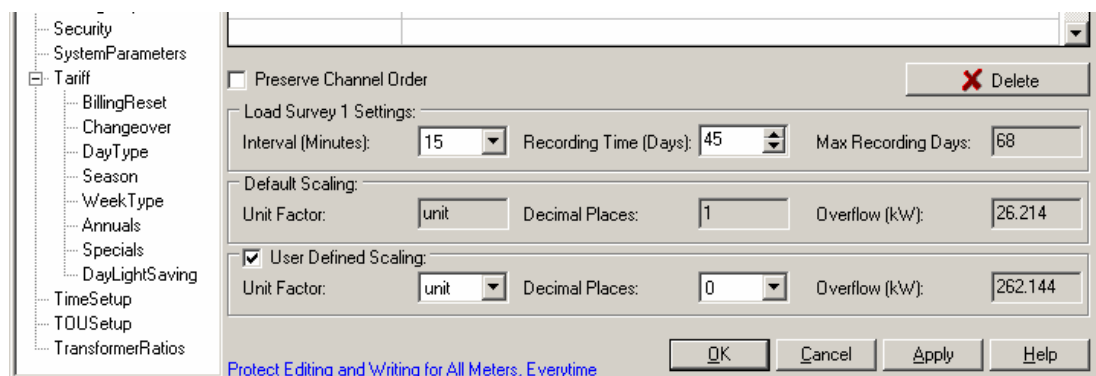 Security
SystemParameters
Tariff
BillingReset
Changeover
DayType
Season
WeekType
Annuals
Specials
DayLightSaving
TimeSetup
TOUSetup
TransformerRatios
Preserve Channel Order
Delete
Load Survey 1 Settings:
Interval (Minutes): 15 Recording Time (Days): 45 Max Recording Days: 68
Default Scaling:
Unit Factor: unit Decimal Places: 1 Overflow (kW): 26.214
User Defined Scaling:
Unit Factor: unit Decimal Places: 0 Overflow (kW): 262.144
OK Cancel Apply Help
Protect Editing and Writing for All Meters, Everytime